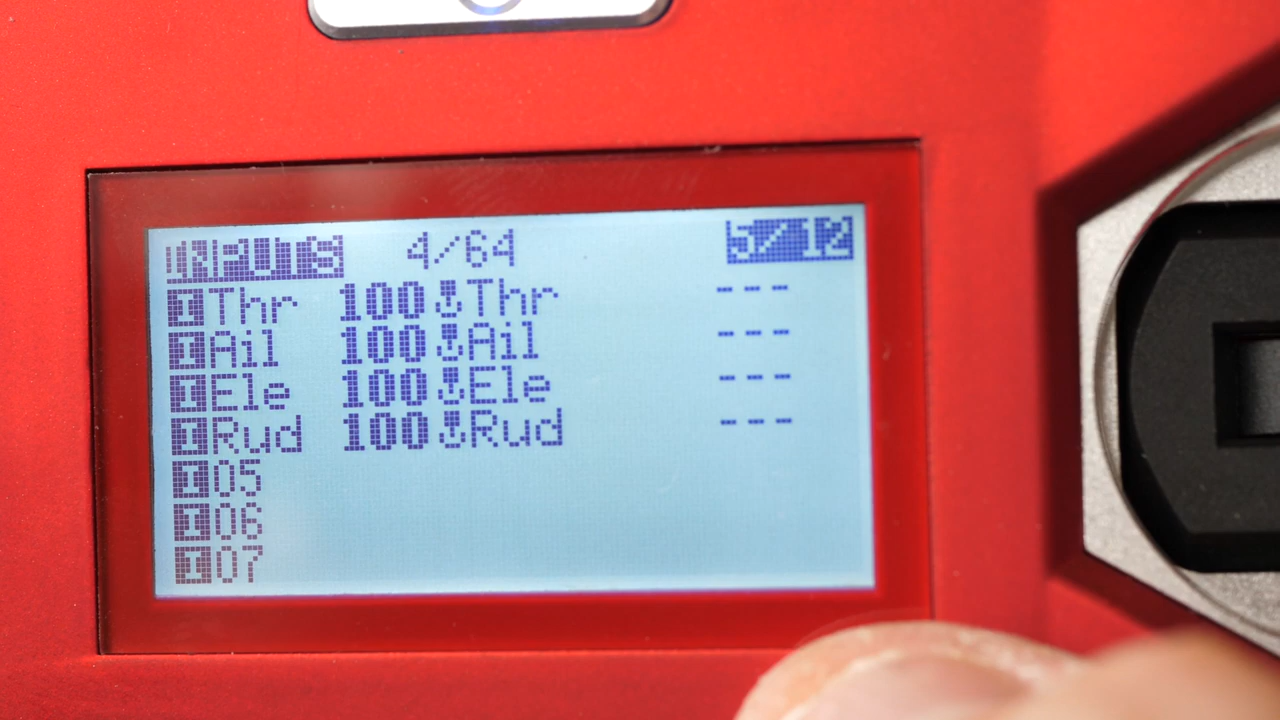 INPUTS 4/64 5/12
I Thr 100 Thr ---
I Ail 100 Ail ---
I Ele 100 Ele ---
I Rud 100 Rud ---
I 05
I 06
I 07